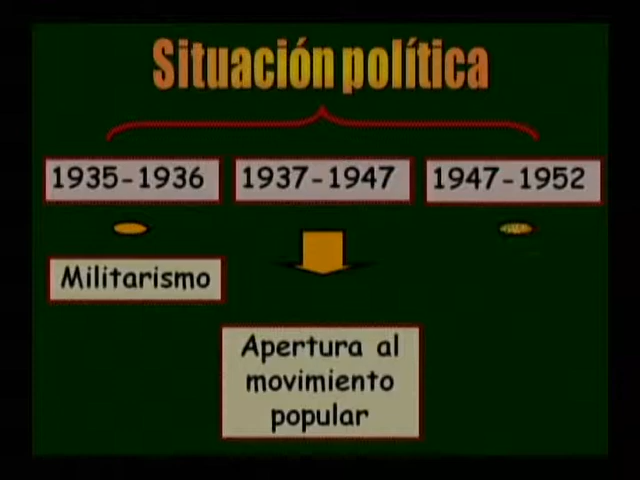 Situación política
1935-1936
1937-1947
1947-1952
Militarismo
Apertura al
movimiento
popular